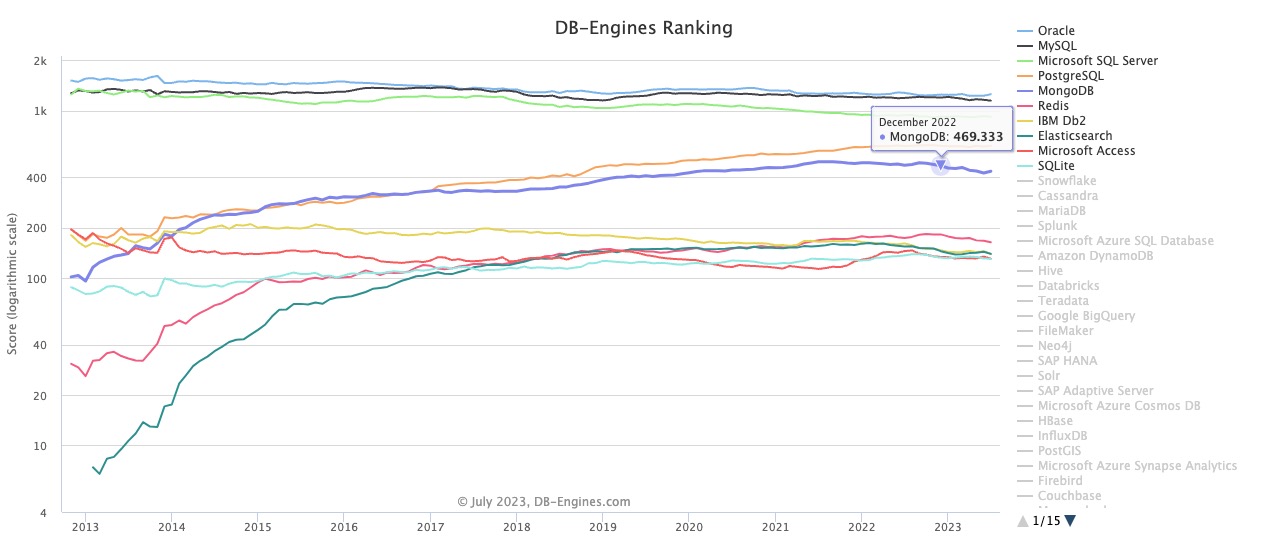 DB-Engines Ranking
2k
1k
400
200
100
40
20
10
4
Score (logarithmic scale)
December 2022
MongoDB: 469.333
© July 2023, DB-Engines.com
2013 2014 2015 2016 2017 2018 2019 2020 2021 2022 2023
Oracle
MySQL
Microsoft SQL Server
PostgreSQL
MongoDB
Redis
IBM Db2
Elasticsearch
Microsoft Access
SQLite
Snowflake
Cassandra
MariaDB
Splunk
Microsoft Azure SQL Database
Amazon DynamoDB
Hive
Databricks
Teradata
Google BigQuery
FileMaker
Neo4j
SAP HANA
Solr
SAP Adaptive Server
Microsoft Azure Cosmos DB
HBase
InfluxDB
PostGIS
Microsoft Azure Synapse Analytics
Firebird
Couchbase
1/15